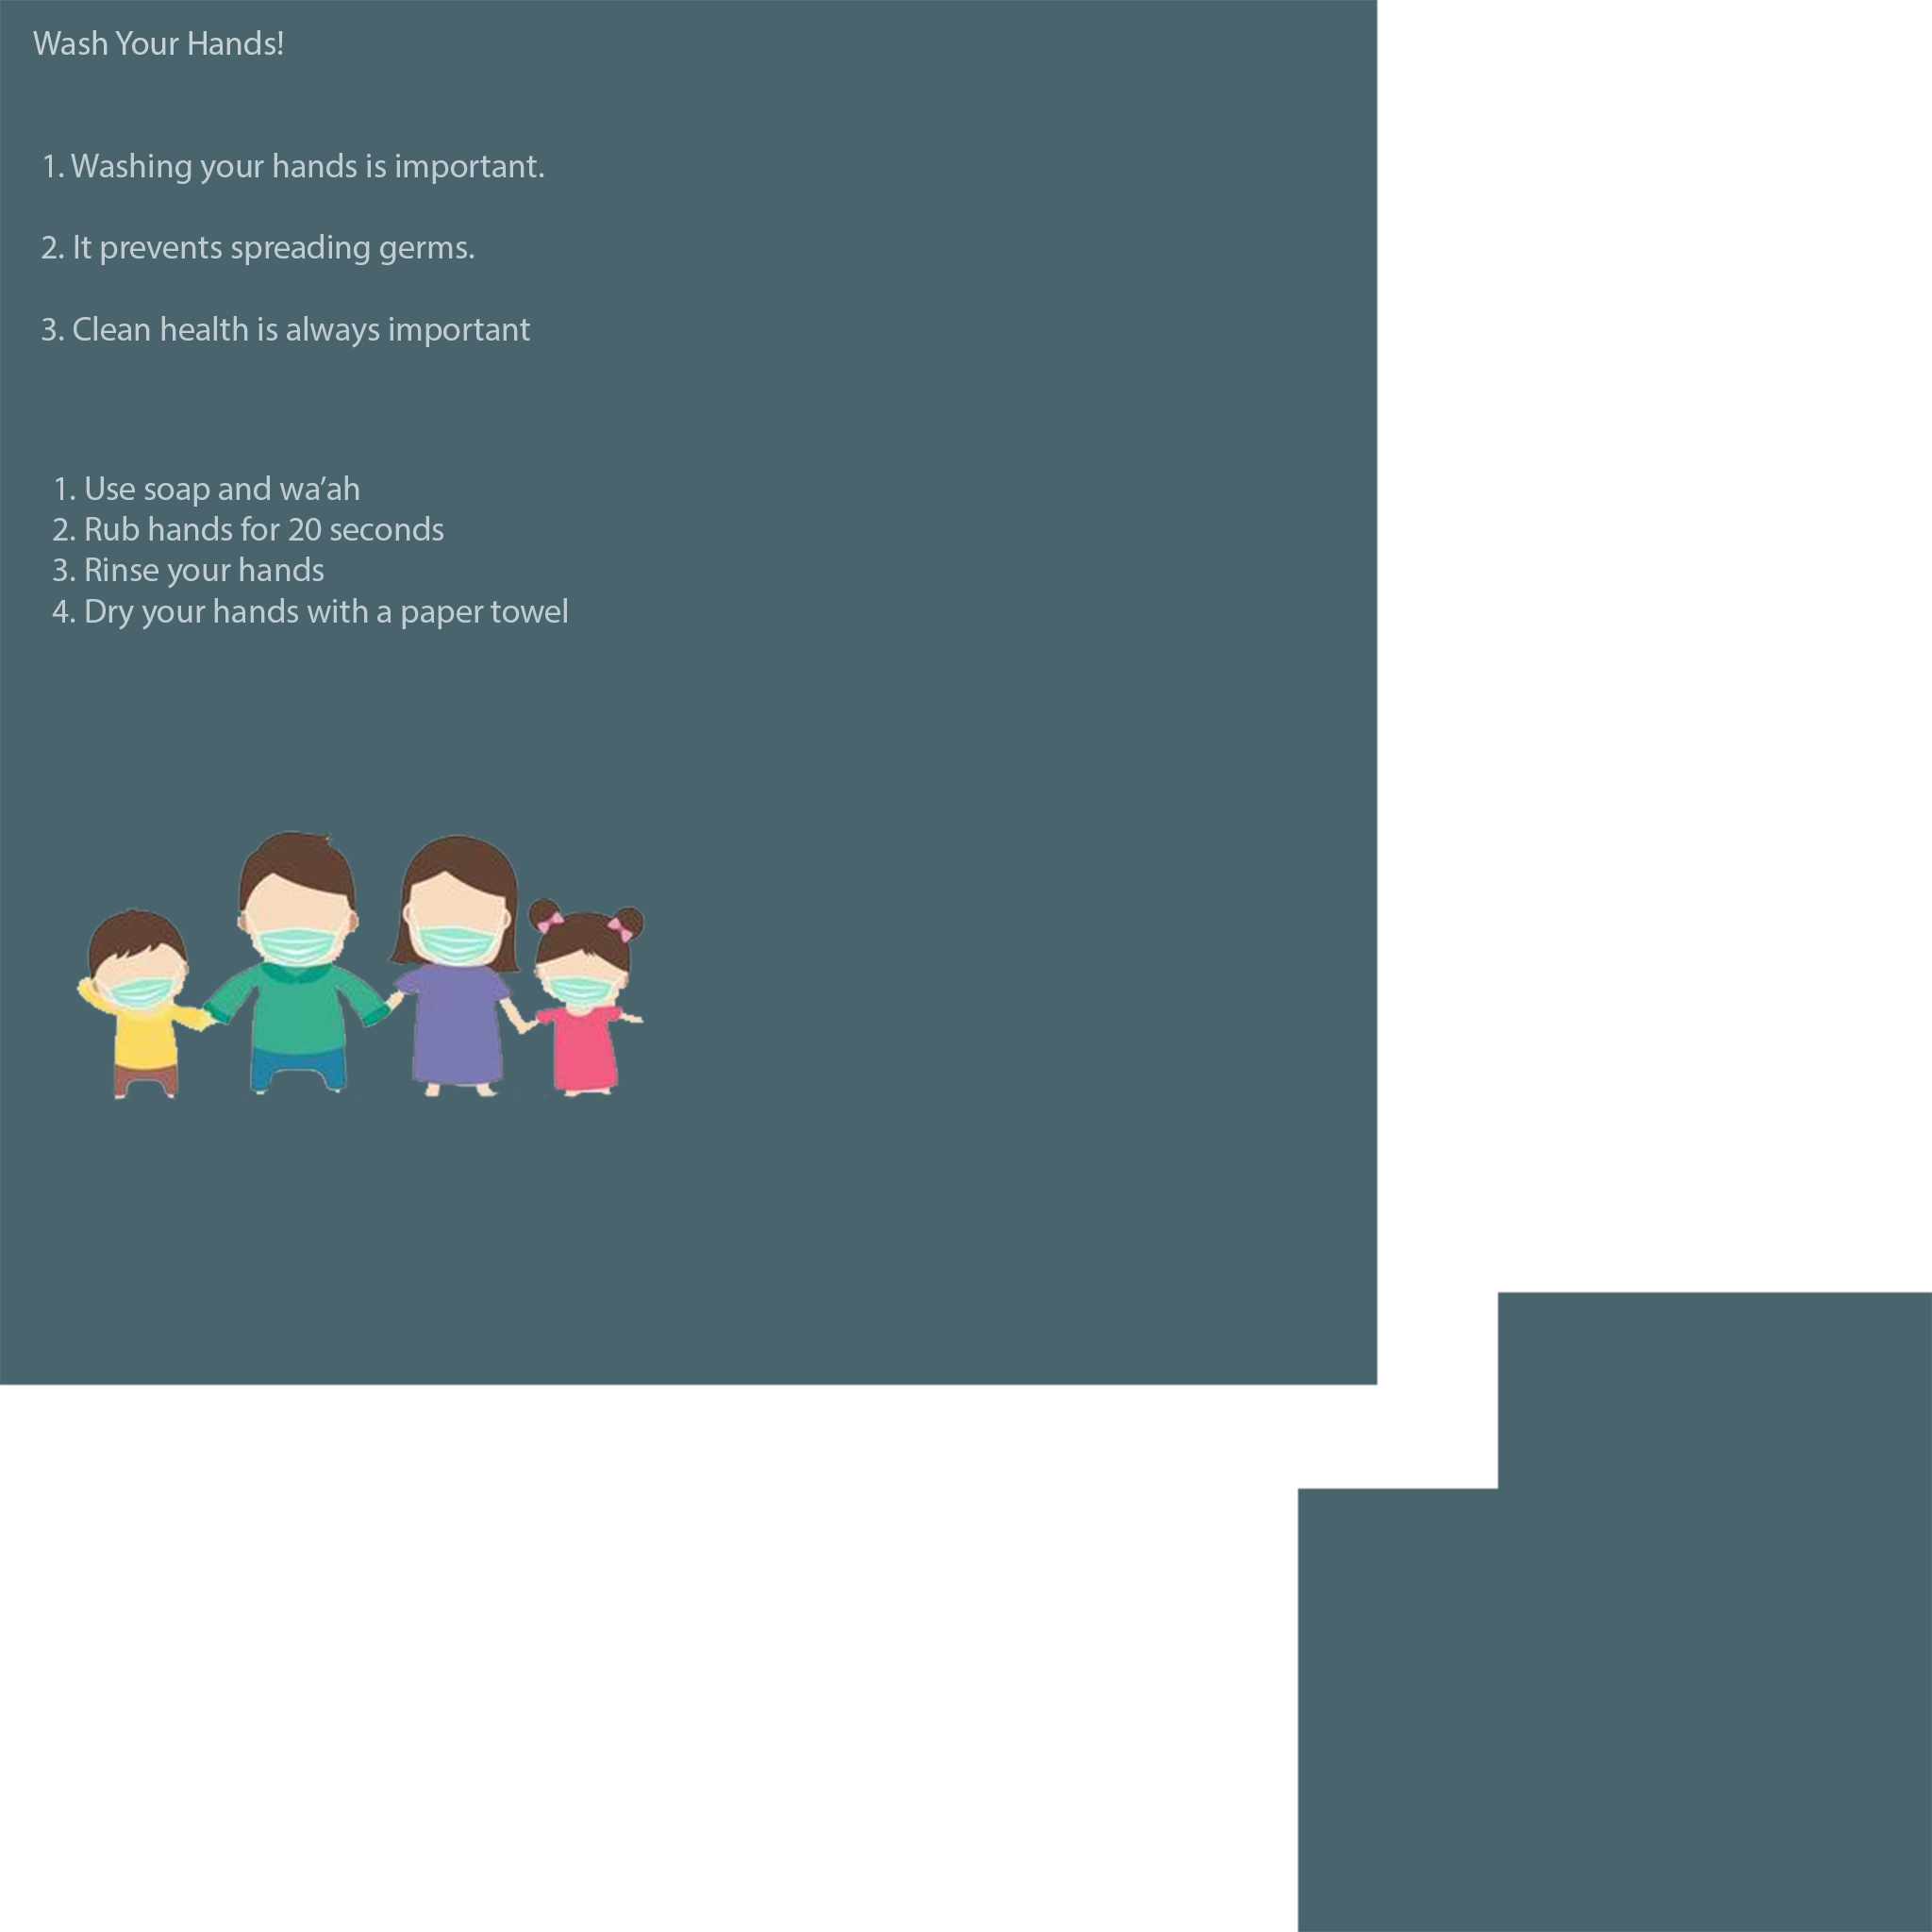 Wash Your Hands!
1. Washing your hands is important.
2. It prevents spreading germs.
3. Clean health is always important
1. Use soap and wa’ah
2. Rub hands for 20 seconds
3. Rinse your hands
4. Dry your hands with a paper towel